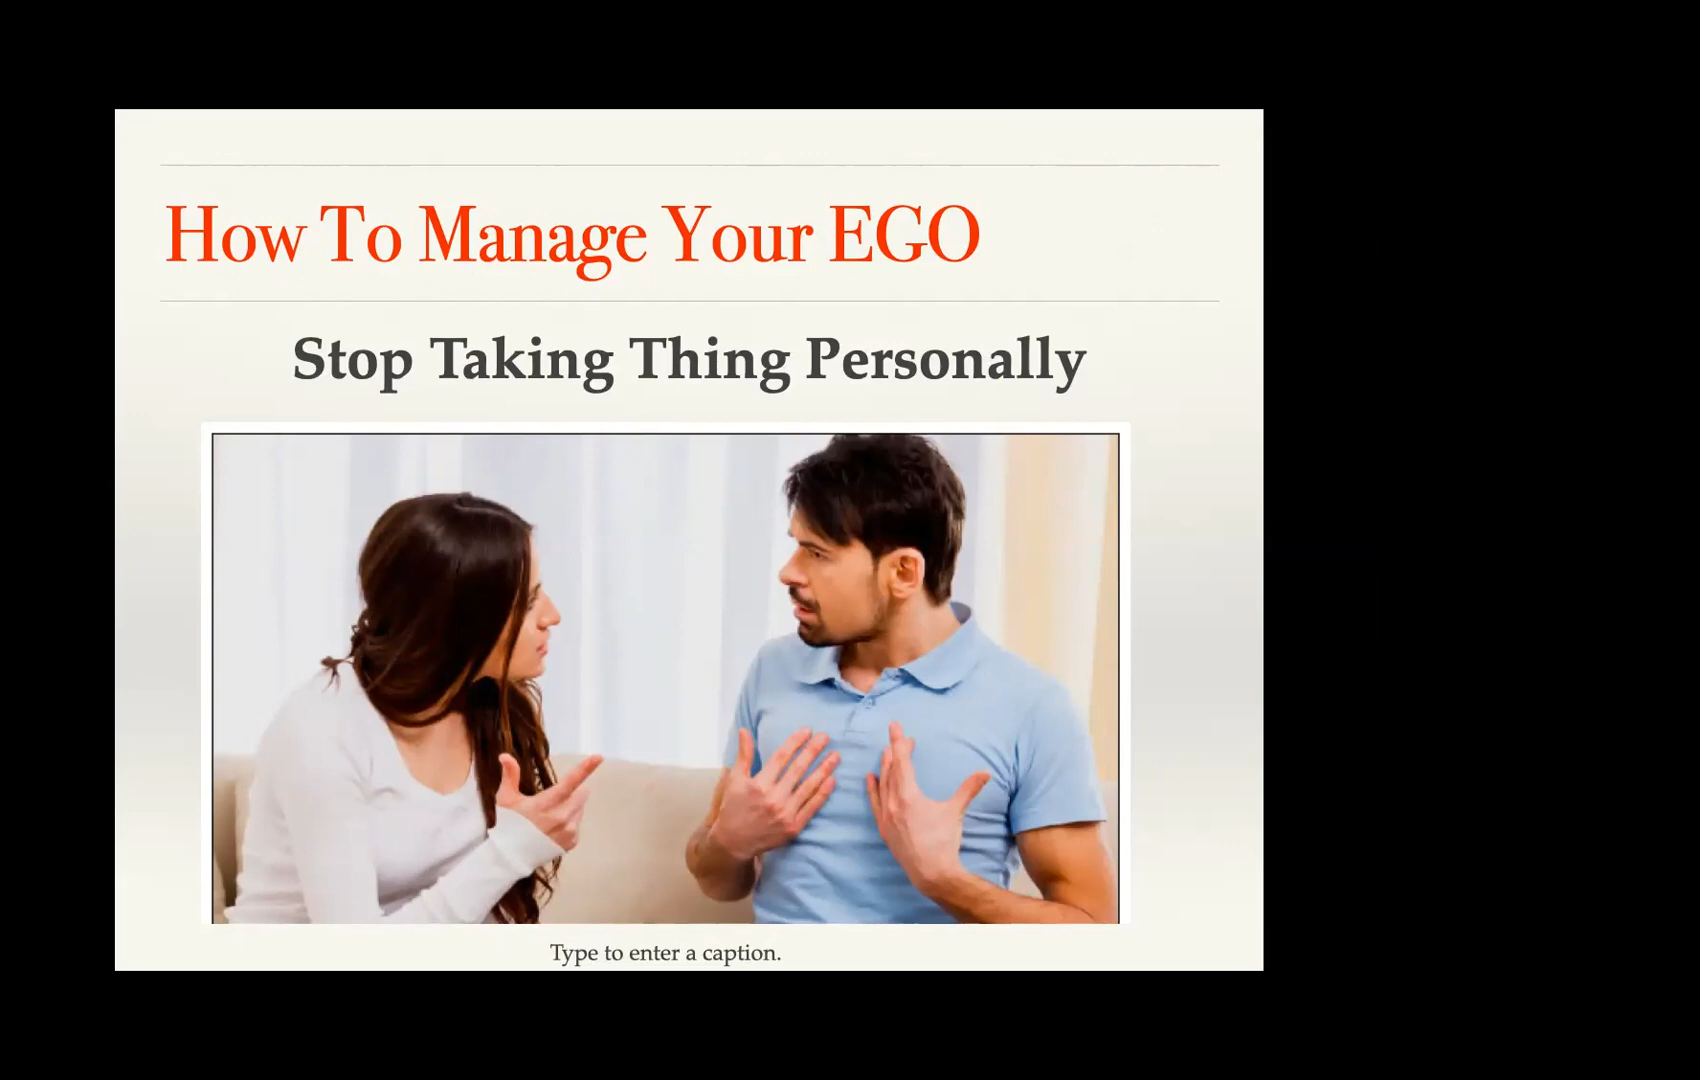 How To Manage Your EGO
Stop Taking Thing Personally
Type to enter a caption.